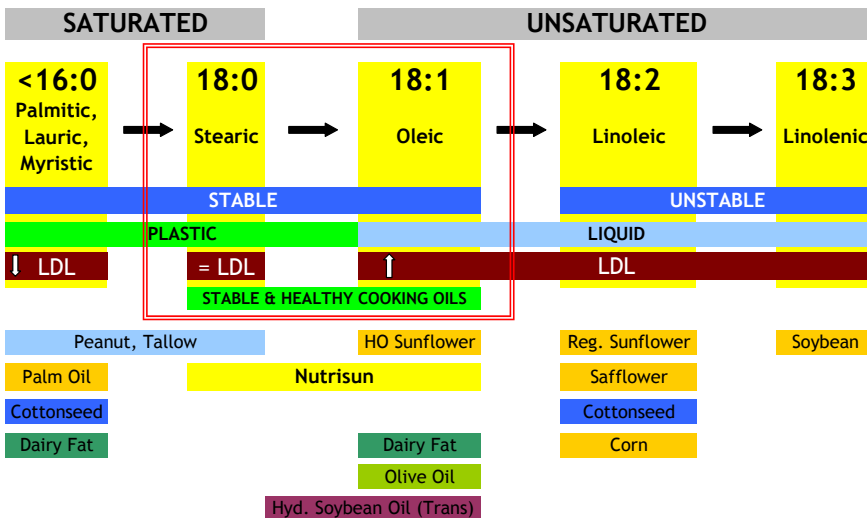 SATURATED
UNSATURATED
<16:0
Palmitic,
Lauric,
Myristic
18:0
Stearic
18:1
Oleic
18:2
Linoleic
18:3
Linolenic
STABLE
UNSTABLE
PLASTIC
LIQUID
LDL
= LDL
LDL
STABLE & HEALTHY COOKING OILS
Peanut, Tallow
HO Sunflower
Reg. Sunflower
Soybean
Palm Oil
Nutrisun
Safflower
Cottonseed
Cottonseed
Dairy Fat
Dairy Fat
Corn
Olive Oil
Hyd. Soybean Oil (Trans)